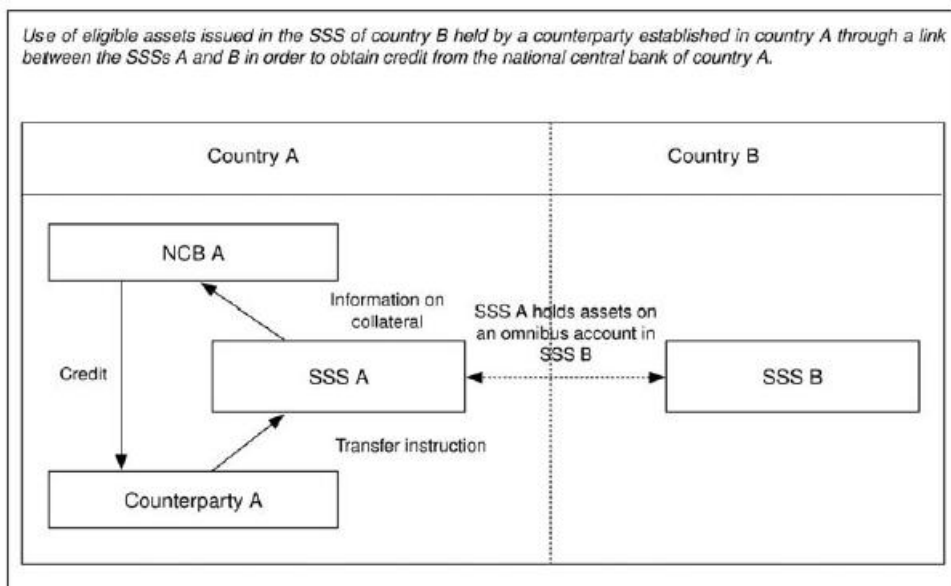 Use of eligible assets issued in the SSS of country B held by a counterparty established in country A through a link
between the SSSs A and B in order to obtain credit from the national central bank of country A.
Country A
Country B
NCB A
Information on
collateral
SSS A holds assets on
an omnibus account in
SSS B
Credit
SSS A
SSS B
Transfer instruction
Counterparty A